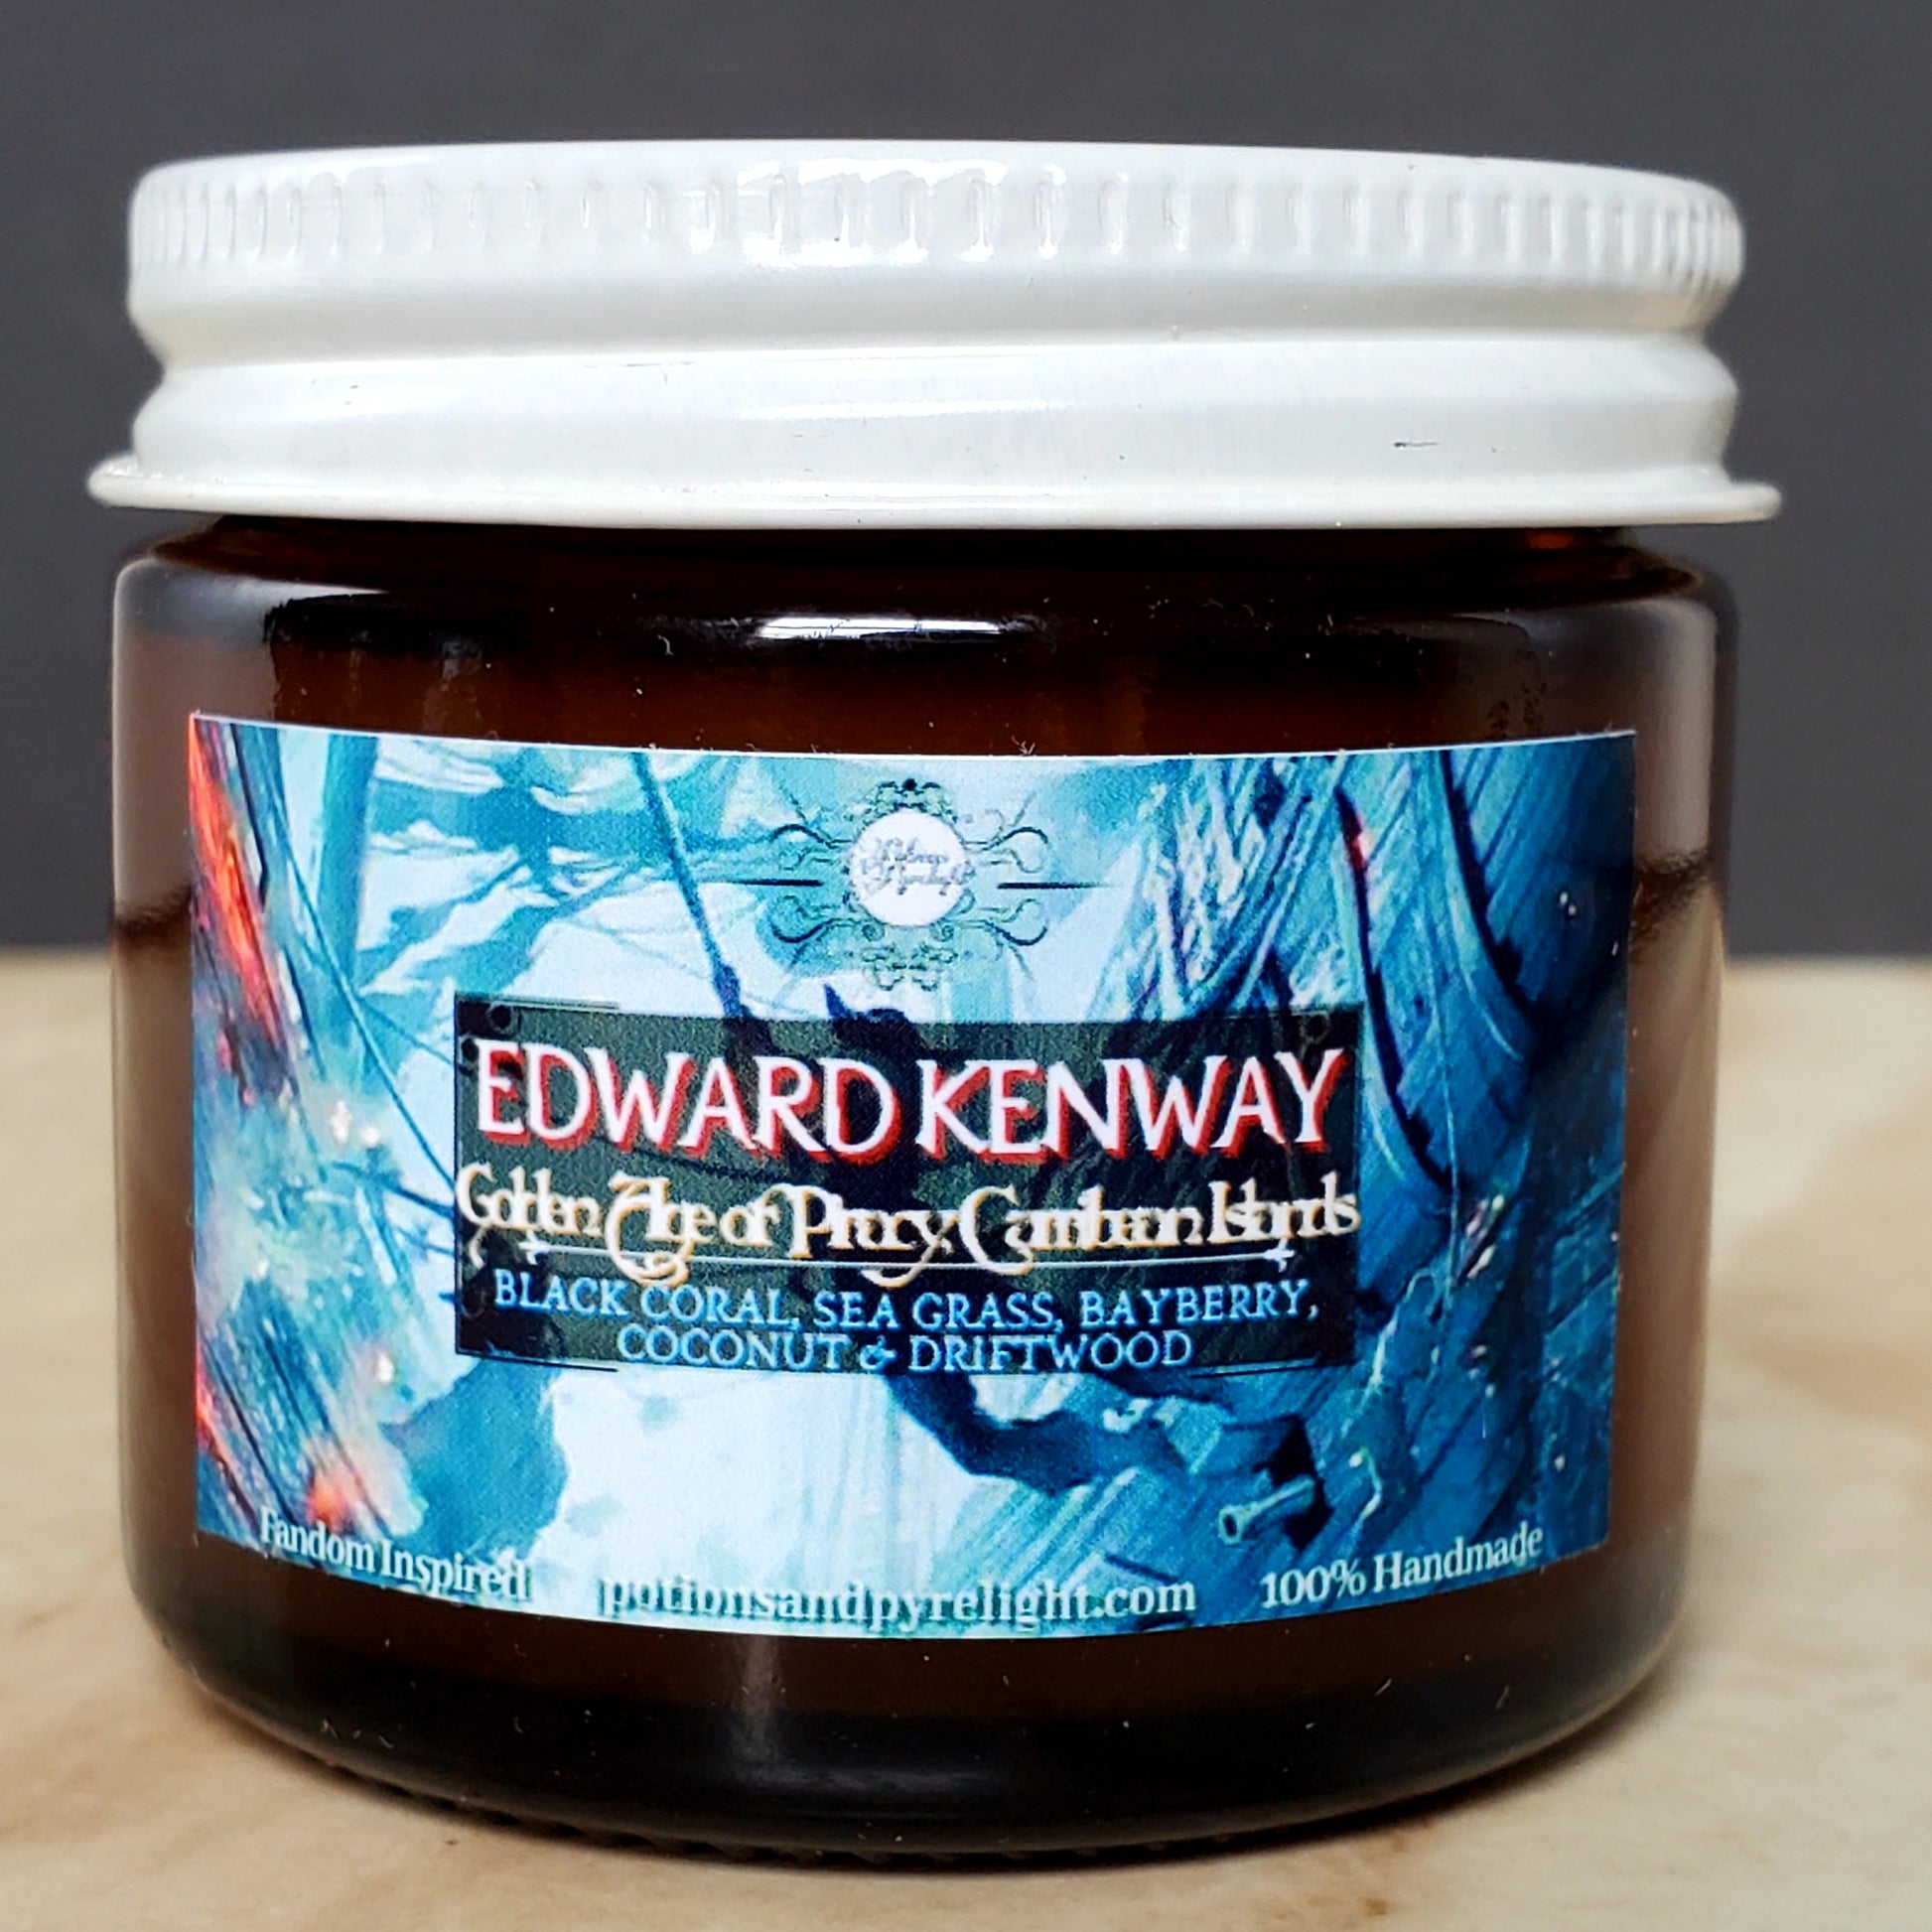 EDWARD KENWAY
Golden Age of Piracy, Carribean Islands
BLACK CORAL, SEA GRASS, BAYBERRY,
COCONUT & DRIFTWOOD
Fandom Inspired potionsandpyrelight.com 100% Handmade